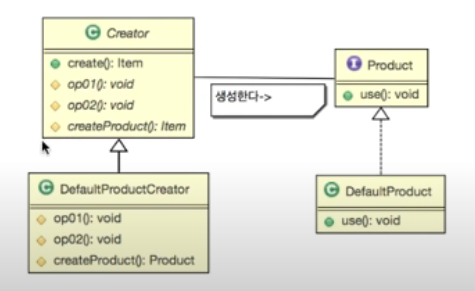 C Creator
create(): Item
op01(): void
op02(): void
createProduct(): Item
생성한다->
I Product
use(): void
C DefaultProductCreator
op01(): void
op02(): void
createProduct(): Product
C DefaultProduct
use(): void